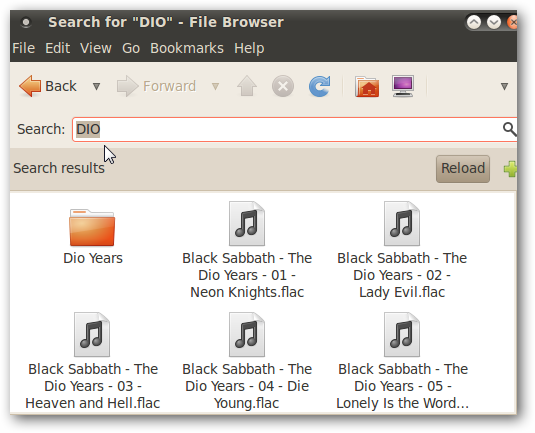 Search for "DIO" - File Browser
File Edit View Go Bookmarks Help
Back Forward
Search: DIO
Search results Reload
Dio Years
Black Sabbath - The
Dio Years - 01 -
Neon Knights.flac
Black Sabbath - The
Dio Years - 02 -
Lady Evil.flac
Black Sabbath - The
Dio Years - 03 -
Heaven and Hell.flac
Black Sabbath - The
Dio Years - 04 - Die
Young.flac
Black Sabbath - The
Dio Years - 05 -
Lonely Is the Word...